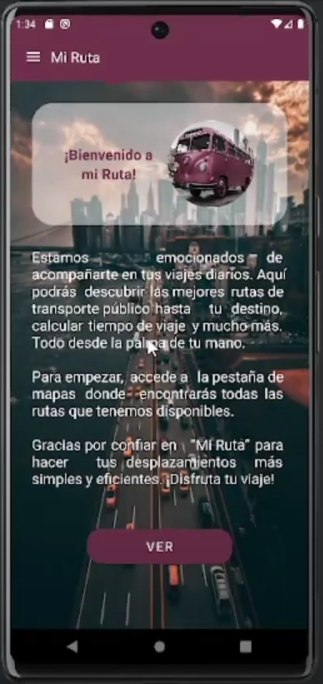 1:34
Mi Ruta
¡Bienvenido a
mi Ruta!
Estamos emocionados de
acompañarte en tus viajes diarios. Aquí
podrás descubrir las mejores rutas de
transporte público hasta tu destino,
calcular tiempo de viaje y mucho más.
Todo desde la palma de tu mano.
Para empezar, accede a la pestaña de
mapas donde encontrarás todas las
rutas que tenemos disponibles.
Gracias por confiar en "Mi Ruta" para
hacer tus desplazamientos más
simples y eficientes. ¡Disfruta tu viaje!
VER